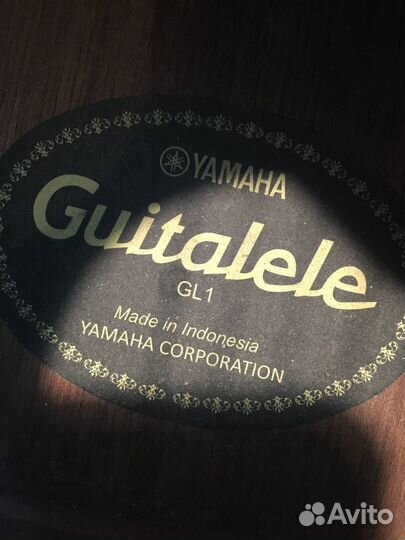 YAMAHA
Guitalele
GL1
Made in Indonesia
YAMAHA CORPORATION
Avito